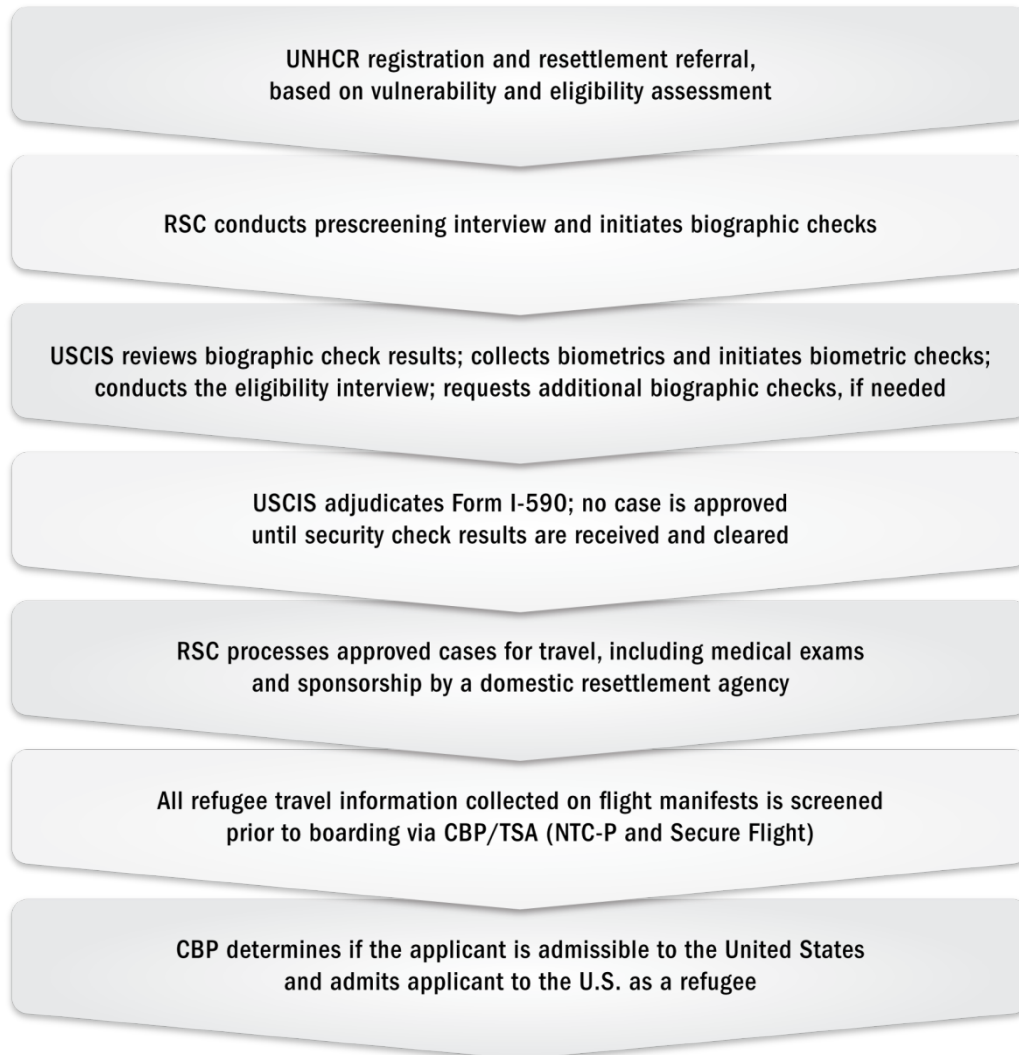 UNHCR registration and resettlement referral,
based on vulnerability and eligibility assessment
RSC conducts prescreening interview and initiates biographic checks
USCIS reviews biographic check results; collects biometrics and initiates biometric checks;
conducts the eligibility interview; requests additional biographic checks, if needed
USCIS adjudicates Form I-590; no case is approved
until security check results are received and cleared
RSC processes approved cases for travel, including medical exams
and sponsorship by a domestic resettlement agency
All refugee travel information collected on flight manifests is screened
prior to boarding via CBP/TSA (NTC-P and Secure Flight)
CBP determines if the applicant is admissible to the United States
and admits applicant to the U.S. as a refugee